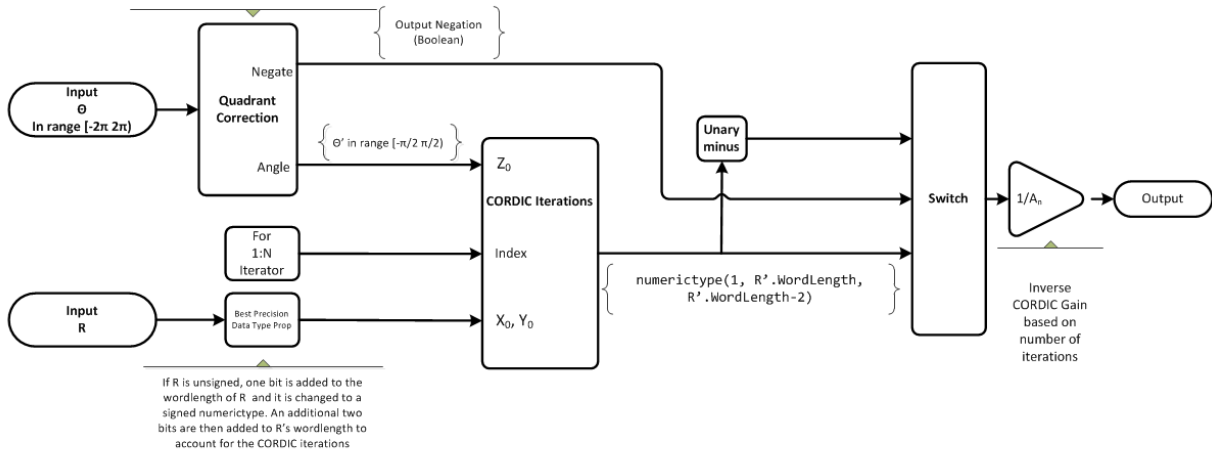 Output Negation
(Boolean)
Input
Θ
In range [-2π 2π)
Negate
Quadrant
Correction
Angle
Θ' in range [-π/2 π/2)
Unary
minus
Z0
CORDIC Iterations
Index
X0, Y0
For
1:N
Iterator
Input
R
Best Precision
Data Type Prop
If R is unsigned, one bit is added to the
wordlength of R and it is changed to a
signed numerictype. An additional two
bits are then added to R's wordlength to
account for the CORDIC iterations
numerictype(1, R'.WordLength,
R'.WordLength-2)
Switch
1/An
Output
Inverse
CORDIC Gain
based on
number of
iterations